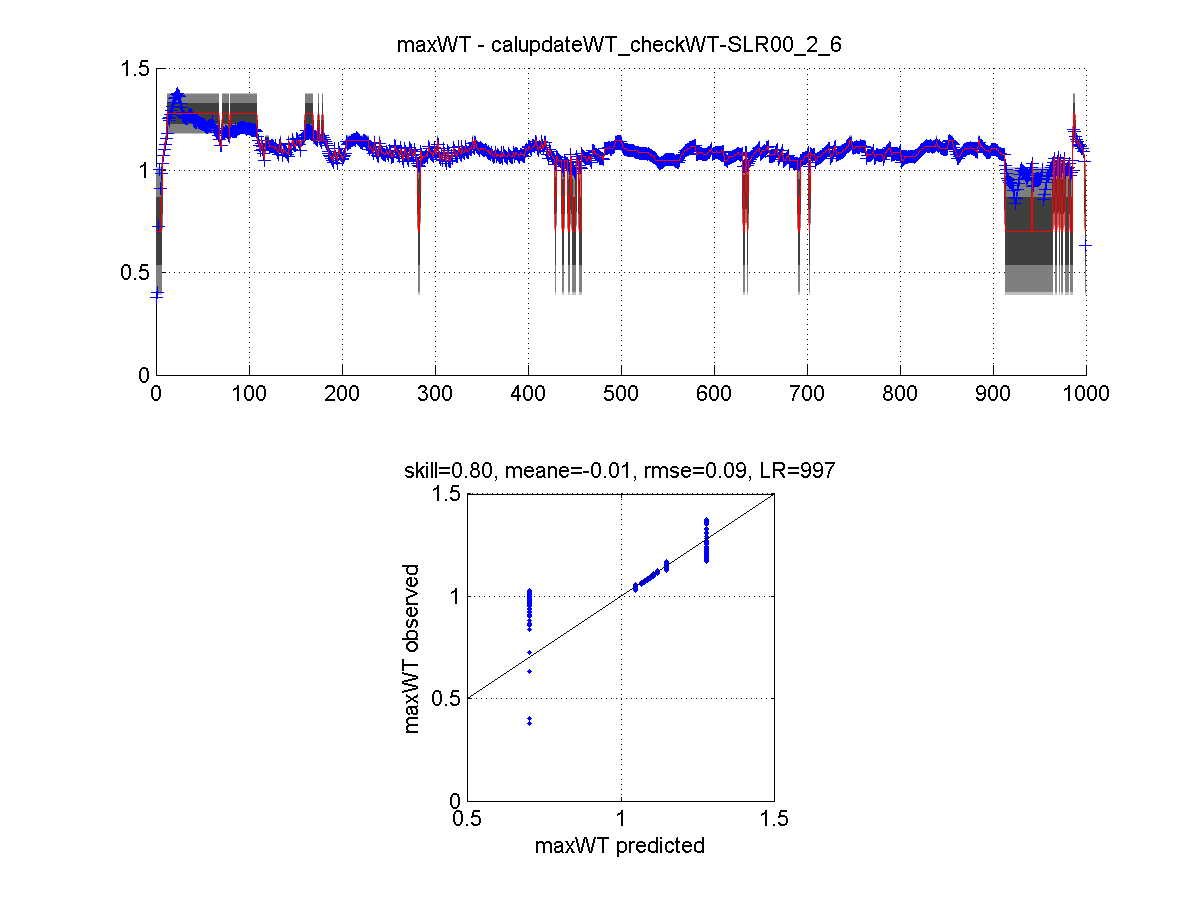 maxWT - calupdateWT_checkWT-SLR00_2_6
1.5
1
0.5
0
0 100 200 300 400 500 600 700 800 900 1000
skill=0.80, meane=-0.01, rmse=0.09, LR=997
1.5
1
0.5
0
maxWT observed
0.5 1 1.5
maxWT predicted